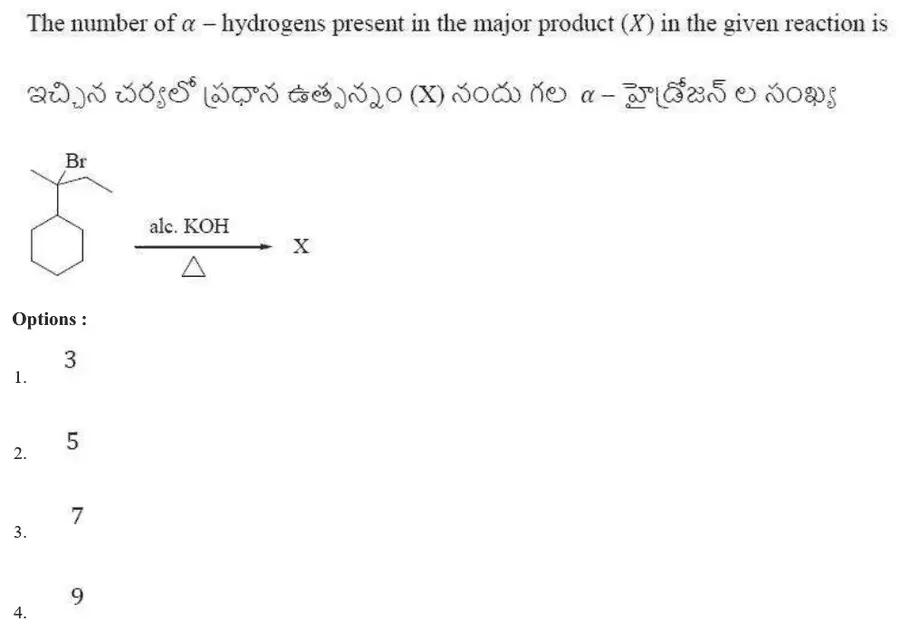 The number of α – hydrogens present in the major product (X) in the given reaction is
ఇచ్చిన చర్యలో ప్రధాన ఉత్పన్నం (X) నందు గల α – హైడ్రోజన్ ల సంఖ్య
Br
alc. KOH
△
X
Options :
1. 3
2. 5
3. 7
4. 9